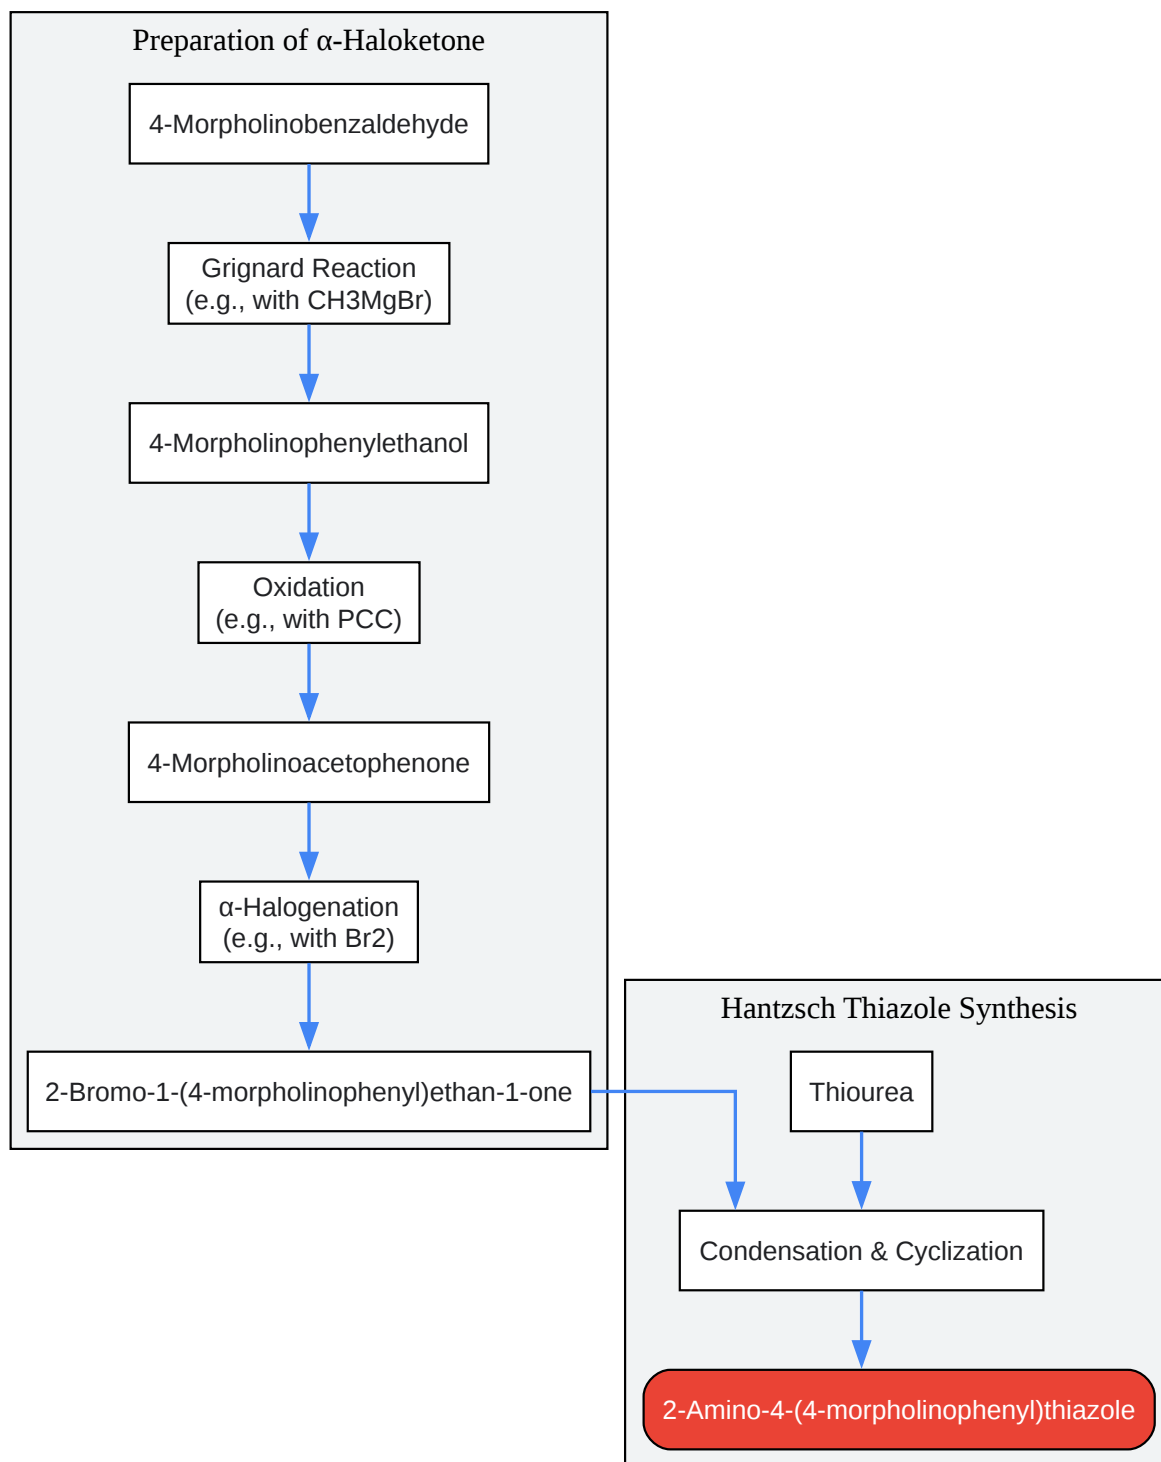 Preparation of α-Haloketone
4-Morpholinobenzaldehyde
Grignard Reaction
(e.g., with CH3MgBr)
4-Morpholinophenylethanol
Oxidation
(e.g., with PCC)
4-Morpholinoacetophenone
α-Halogenation
(e.g., with Br2)
2-Bromo-1-(4-morpholinophenyl)ethan-1-one
Hantzsch Thiazole Synthesis
Thiourea
Condensation & Cyclization
2-Amino-4-(4-morpholinophenyl)thiazole